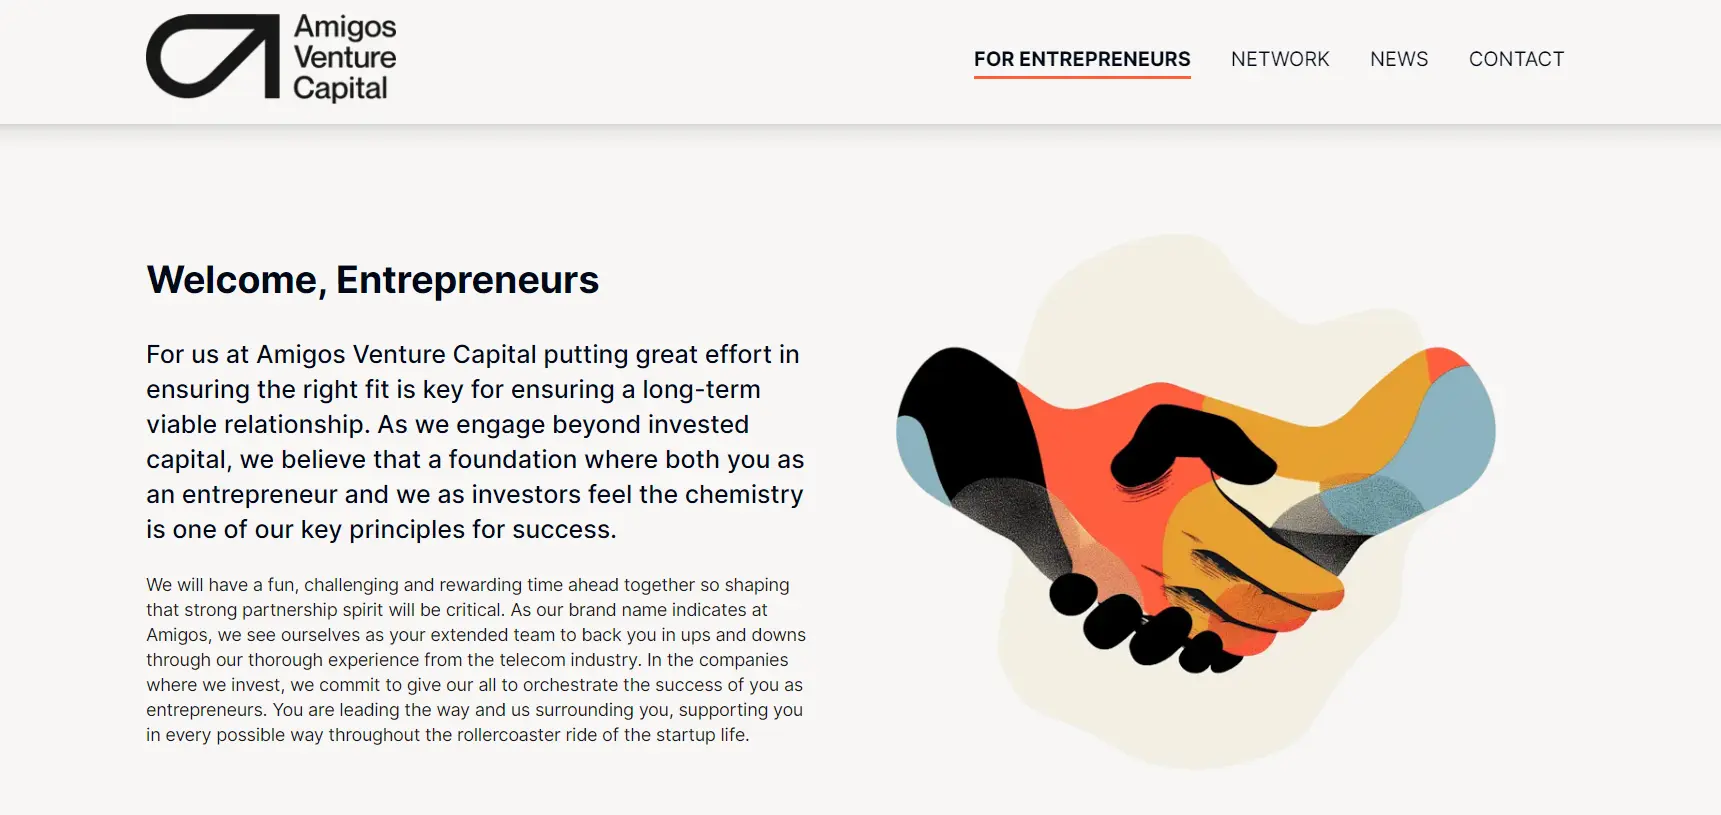 Amigos
Venture
Capital
FOR ENTREPRENEURS NETWORK NEWS CONTACT
Welcome, Entrepreneurs
For us at Amigos Venture Capital putting great effort in
ensuring the right fit is key for ensuring a long-term
viable relationship. As we engage beyond invested
capital, we believe that a foundation where both you as
an entrepreneur and we as investors feel the chemistry
is one of our key principles for success.
We will have a fun, challenging and rewarding time ahead together so shaping
that strong partnership spirit will be critical. As our brand name indicates at
Amigos, we see ourselves as your extended team to back you in ups and downs
through our thorough experience from the telecom industry. In the companies
where we invest, we commit to give our all to orchestrate the success of you as
entrepreneurs. You are leading the way and us surrounding you, supporting you
in every possible way throughout the rollercoaster ride of the startup life.